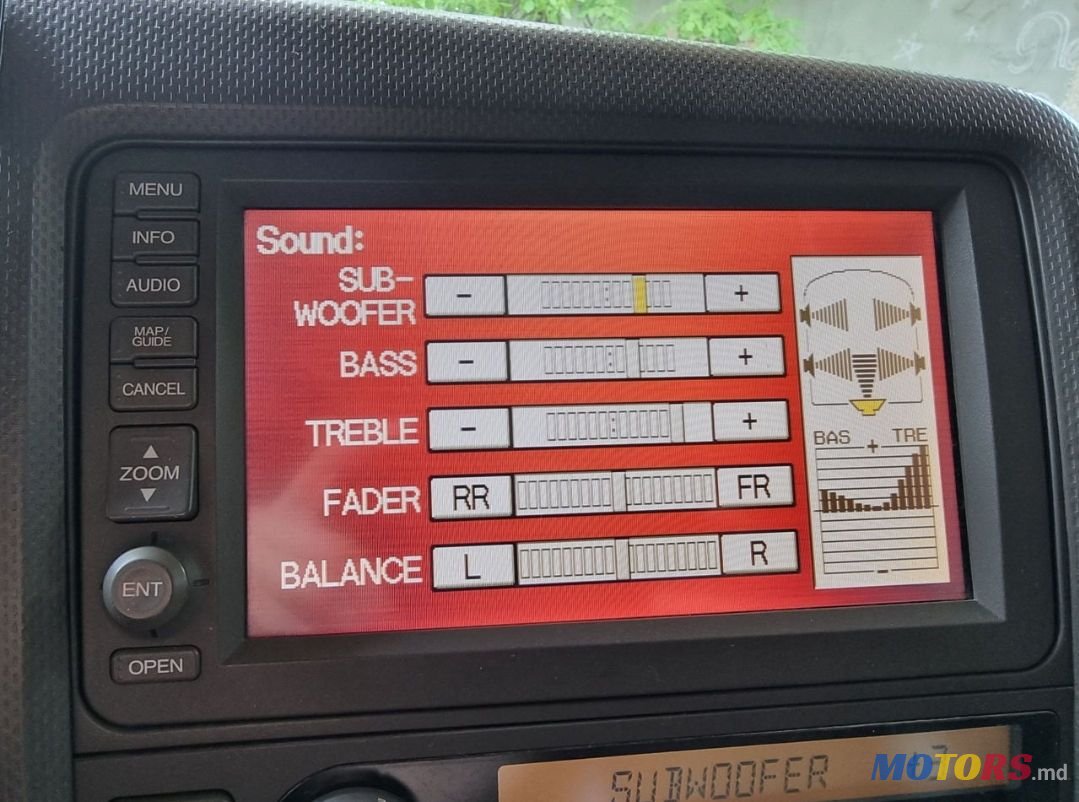 MENU
INFO
AUDIO
MAP/
GUIDE
CANCEL
ZOOM
ENT
OPEN
Sound:
SUB-
WOOFER - +
BASS - +
TREBLE - +
FADER RR FR
BALANCE L R
BAS + TRE
-
SUBWOOFER
MOTORS.md